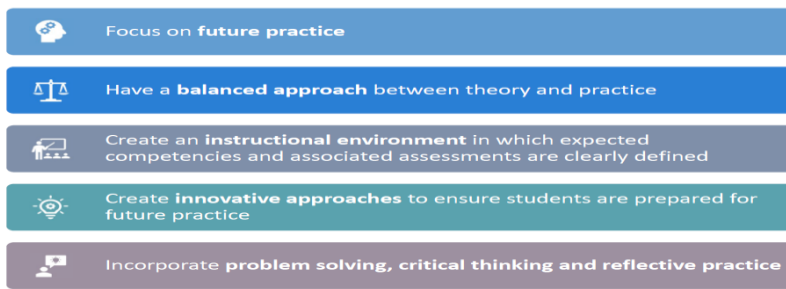 Focus on future practice
Have a balanced approach between theory and practice
Create an instructional environment in which expected
competencies and associated assessments are clearly defined
Create innovative approaches to ensure students are prepared for
future practice
Incorporate problem solving, critical thinking and reflective practice